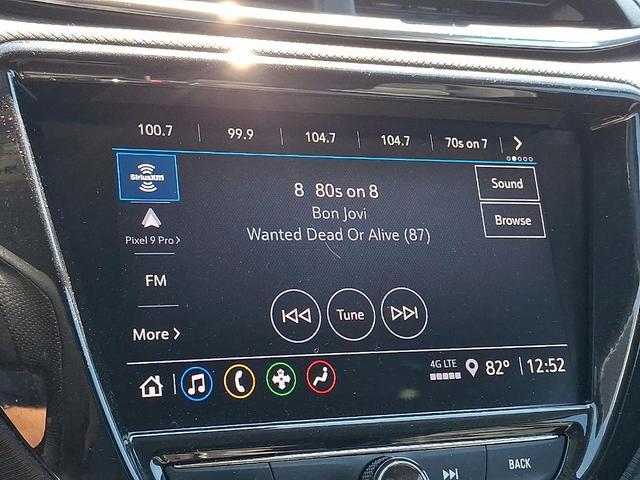 100.7 99.9 104.7 104.7 70s on 7
SiriusXM
8 80s on 8
Sound
Bon Jovi
Browse
Pixel 9 Pro
Wanted Dead Or Alive (87)
FM
Tune
More
4G LTE 82° 12:52
BACK